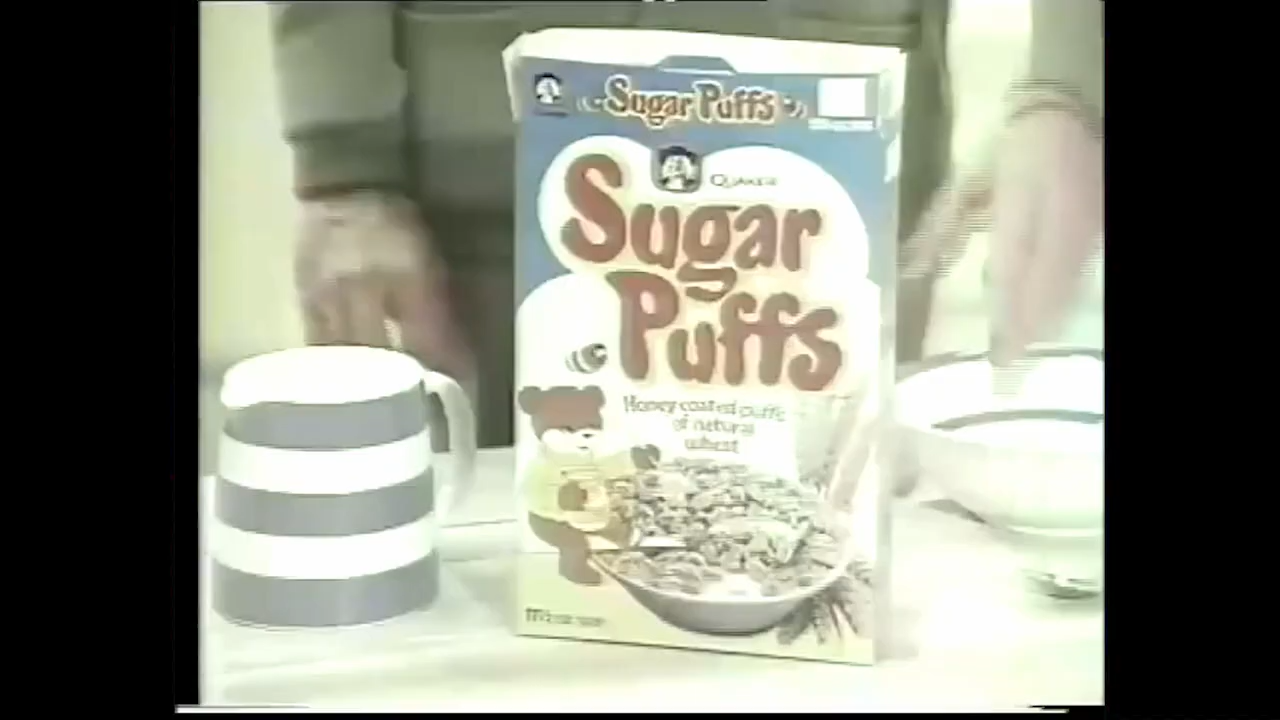 Sugar Puffs
QUAKER
Sugar
Puffs
Honey coated puffs
of natural
wheat